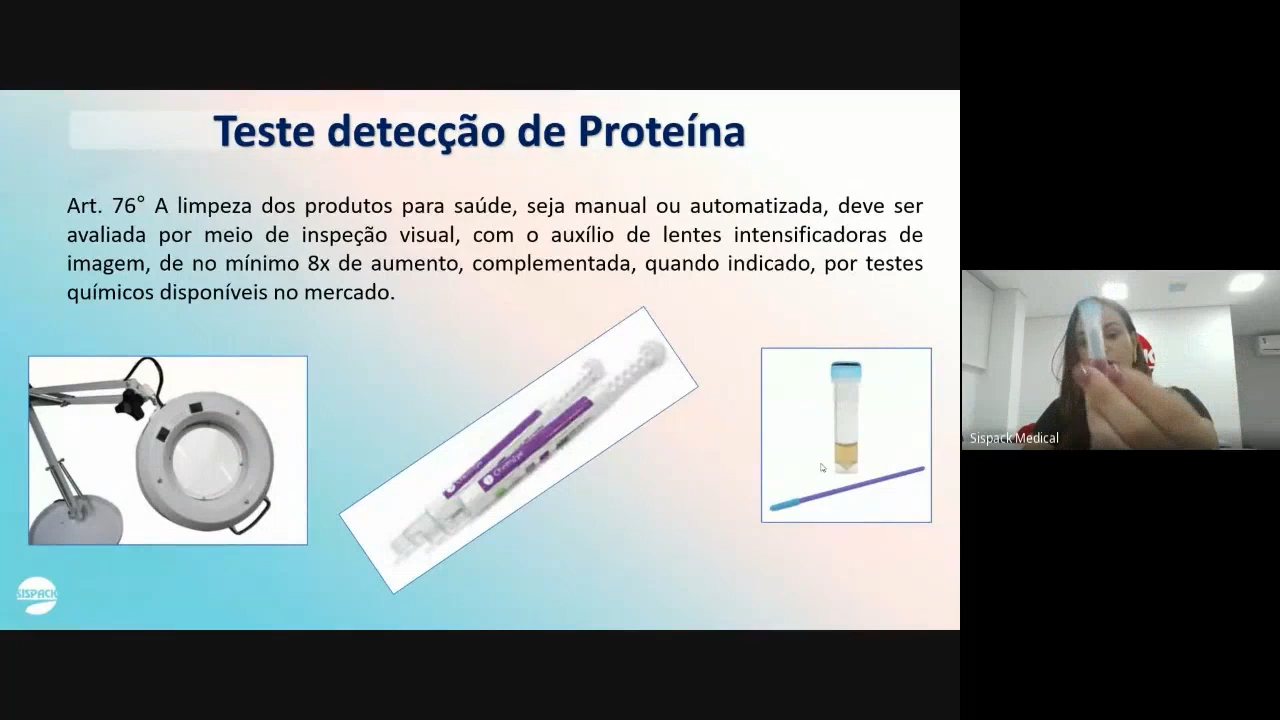 Teste detecção de Proteína
Art. 76° A limpeza dos produtos para saúde, seja manual ou automatizada, deve ser
avaliada por meio de inspeção visual, com o auxílio de lentes intensificadoras de
imagem, de no mínimo 8x de aumento, complementada, quando indicado, por testes
químicos disponíveis no mercado.
Sispack Medical
SISPACK